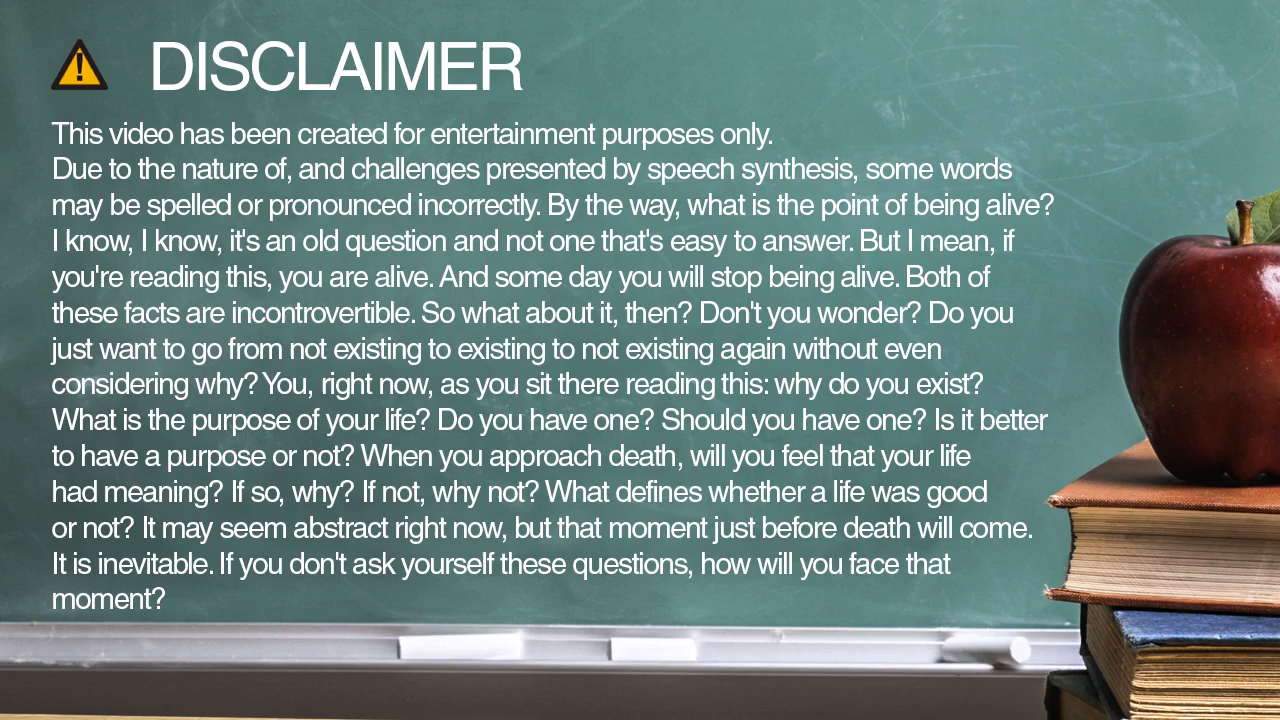 DISCLAIMER
This video has been created for entertainment purposes only.
Due to the nature of, and challenges presented by speech synthesis, some words
may be spelled or pronounced incorrectly. By the way, what is the point of being alive?
I know, I know, it's an old question and not one that's easy to answer. But I mean, if
you're reading this, you are alive. And some day you will stop being alive. Both of
these facts are incontrovertible. So what about it, then? Don't you wonder? Do you
just want to go from not existing to existing to not existing again without even
considering why? You, right now, as you sit there reading this: why do you exist?
What is the purpose of your life? Do you have one? Should you have one? Is it better
to have a purpose or not? When you approach death, will you feel that your life
had meaning? If so, why? If not, why not? What defines whether a life was good
or not? It may seem abstract right now, but that moment just before death will come.
It is inevitable. If you don't ask yourself these questions, how will you face that
moment?